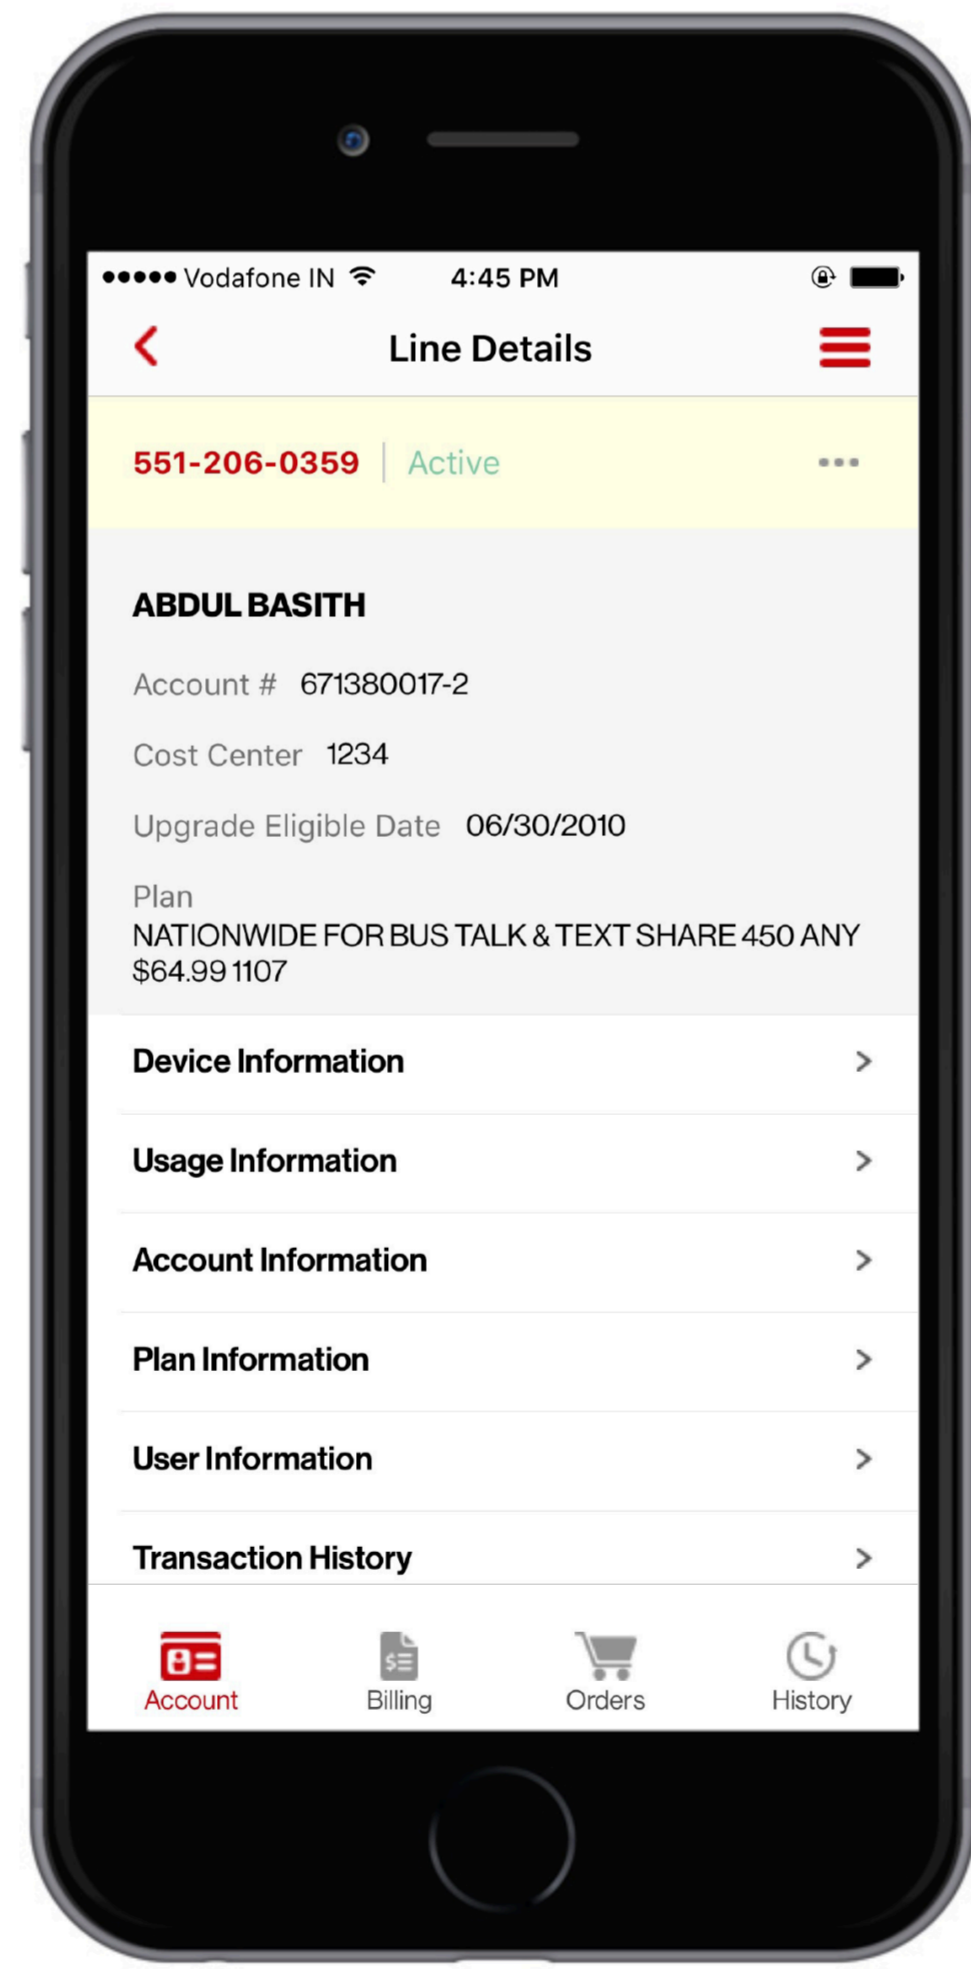 Vodafone IN 4:45 PM
Line Details
551-206-0359 Active
ABDUL BASITH
Account # 671380017-2
Cost Center 1234
Upgrade Eligible Date 06/30/2010
Plan
NATIONWIDE FOR BUS TALK & TEXT SHARE 450 ANY
$64.99 1107
Device Information
Usage Information
Account Information
Plan Information
User Information
Transaction History
Account Billing Orders History